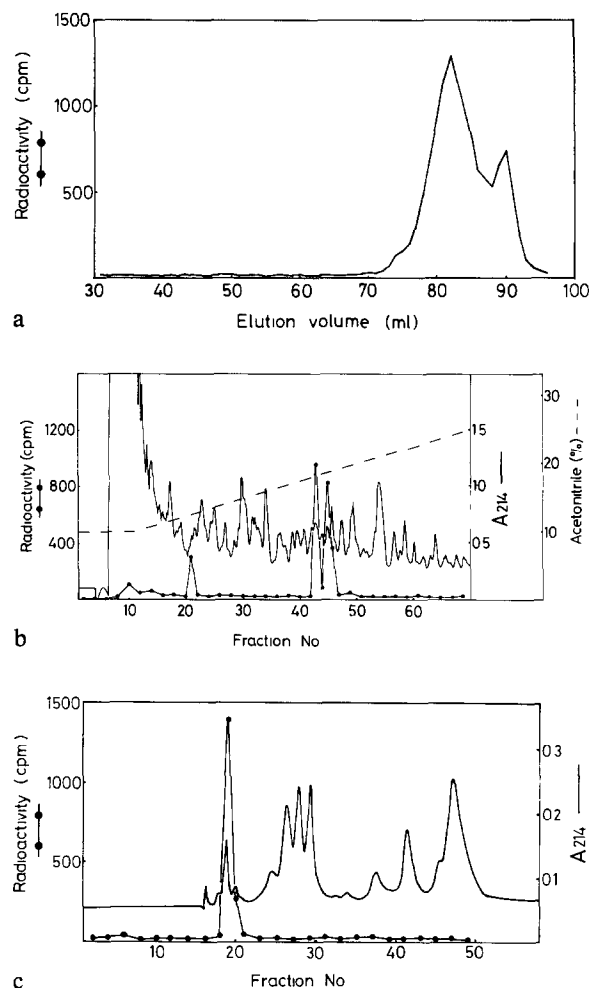 1500
1000
500
Radioactivity (cpm)
30 40 50 60 70 80 90 100
Elution volume (ml)
a
1200
800
400
Radioactivity (cpm)
15
10
05
A214
30
20
10
Acetonitrile (%)
10 20 30 40 50 60
Fraction No
b
1500
1000
500
Radioactivity (cpm)
03
02
01
A214
10 20 30 40 50
Fraction No
c